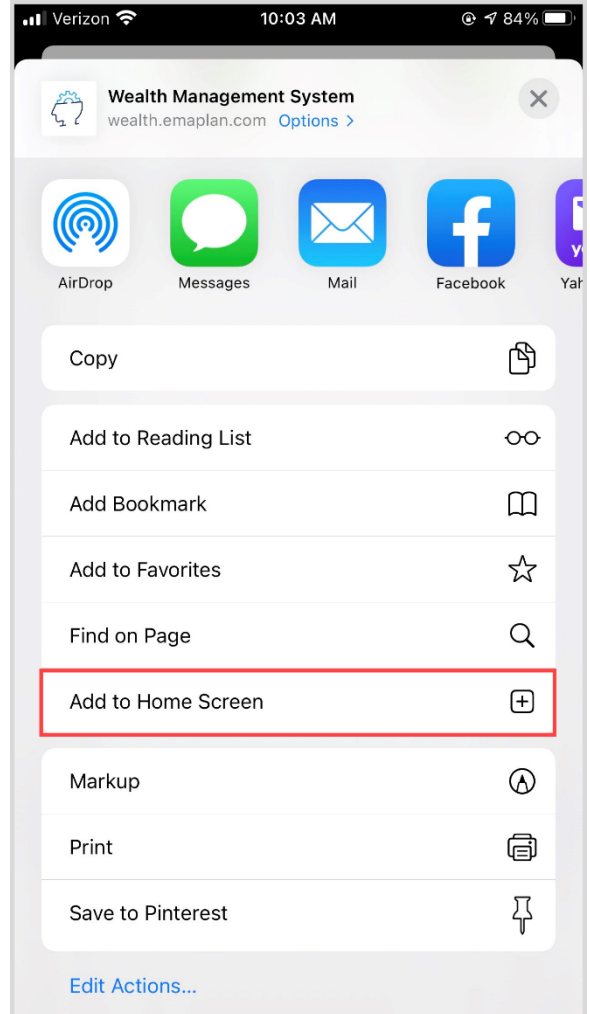 Verizon 10:03 AM 84%
Wealth Management System
wealth.emaplan.com Options >
AirDrop Messages Mail Facebook Yah
Copy
Add to Reading List
Add Bookmark
Add to Favorites
Find on Page
Add to Home Screen
Markup
Print
Save to Pinterest
Edit Actions...